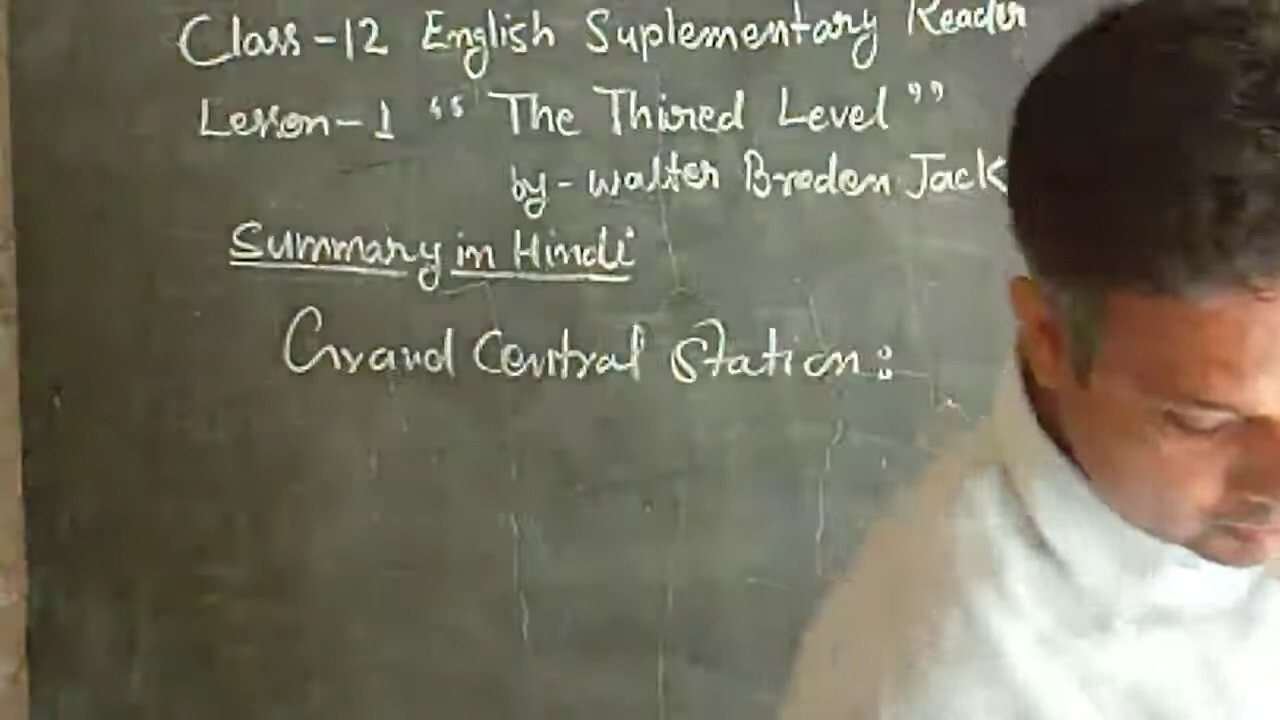 Class-12 English Suplementary Reader
Lesson-1 "The Thired Level"
by-Walter Breden Jack
Summary in Hindi
Grand Central Station: